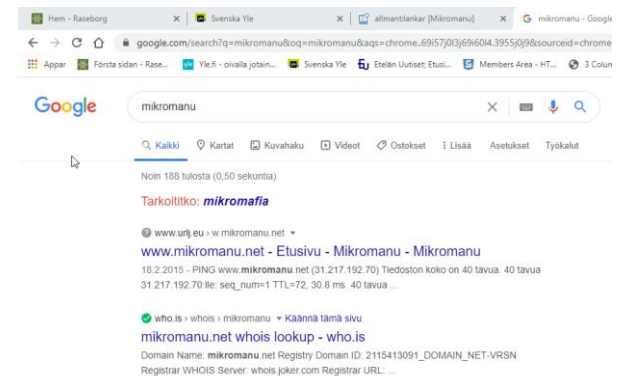 Hem - Raseborg Svenska Yle allmantlankar [Mikromanu] mikromanu - Google
google.com/search?q=mikromanu&oq=mikromanu&aqs=chrome..69i57j0l3j69i60l4.3955j0j9&sourceid=chrome
Appar Första sidan - Rase... Yle.fi - oivalla jotain... Svenska Yle Etelän Uutiset; Etusi... Members Area - HT... 3 Colun
Google mikromanu
Kaikki Kartat Kuvahaku Videot Ostokset Lisää Asetukset Työkalut
Noin 188 tulosta (0,50 sekuntia)
Tarkoititko: mikromafia
www.urlj.eu › w.mikromanu.net
www.mikromanu.net - Etusivu - Mikromanu - Mikromanu
18.2.2015 - PING www.mikromanu.net (31.217.192.70) Tiedoston koko on 40 tavua. 40 tavua
31.217.192.70:lle: seq_num=1 TTL=72, 30.8 ms. 40 tavua ...
who.is › whois › mikromanu Käännä tämä sivu
mikromanu.net whois lookup - who.is
Domain Name: mikromanu.net Registry Domain ID: 2115413091_DOMAIN_NET-VRSN
Registrar WHOIS Server: whois.joker.com Registrar URL: ...